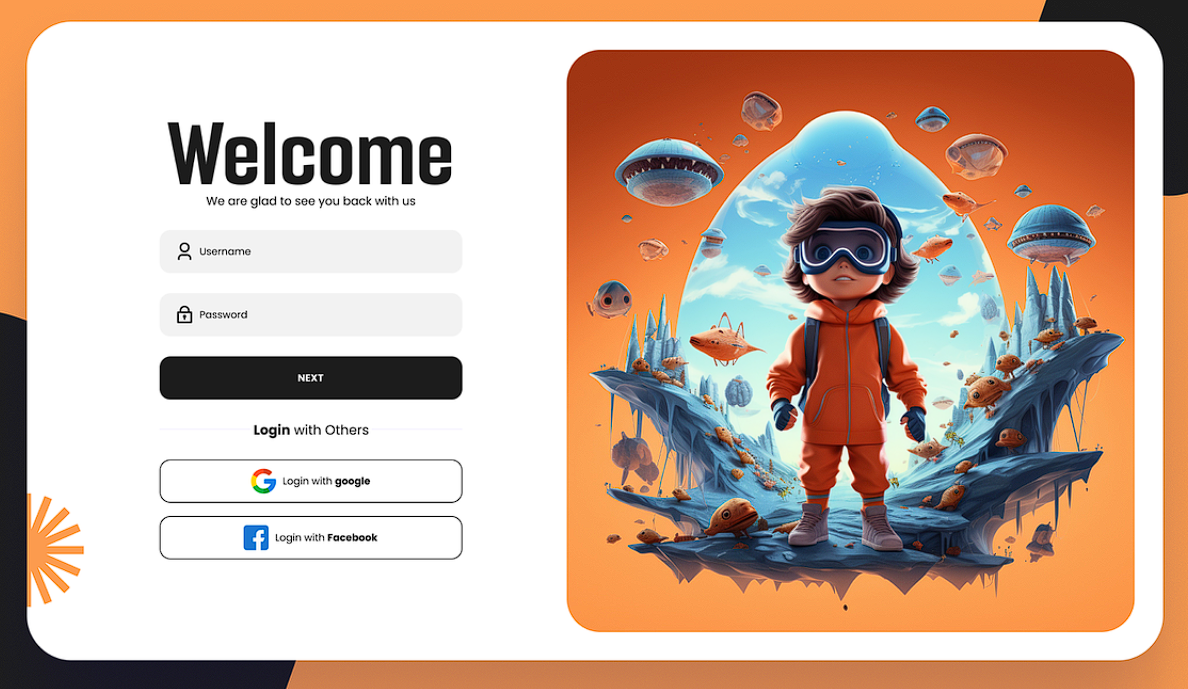 Welcome
We are glad to see you back with us
Username
Password
NEXT
Login with Others
Login with google
Login with Facebook